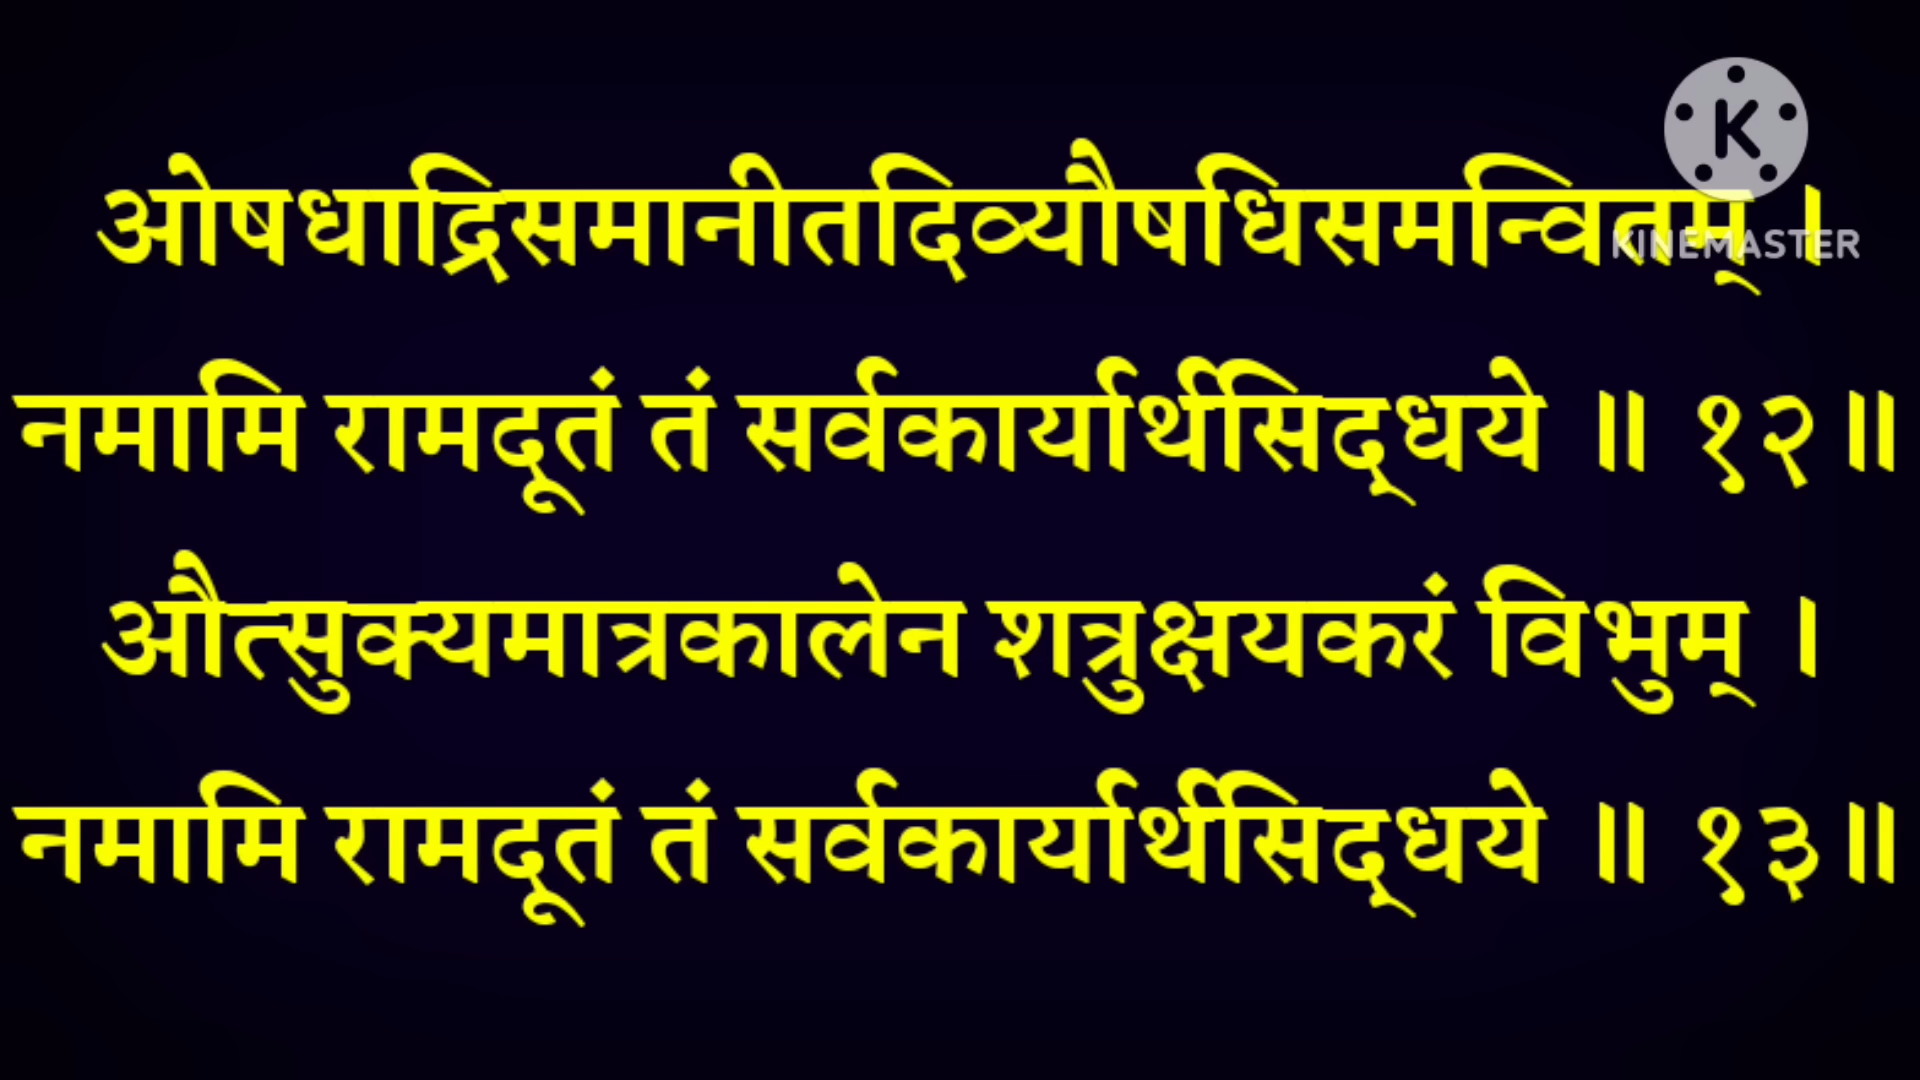 ओषधाद्रिसमानीतदिव्यौषधिसमन्वितम् ।
नमामि रामदूतं तं सर्वकार्यार्थसिद्‌धये ॥ १२॥
औत्सुक्यमात्रकालेन शत्रुक्षयकरं विभुम् ।
नमामि रामदूतं तं सर्वकार्यार्थसिद्‌धये ॥ १३॥
K
KINEMASTER